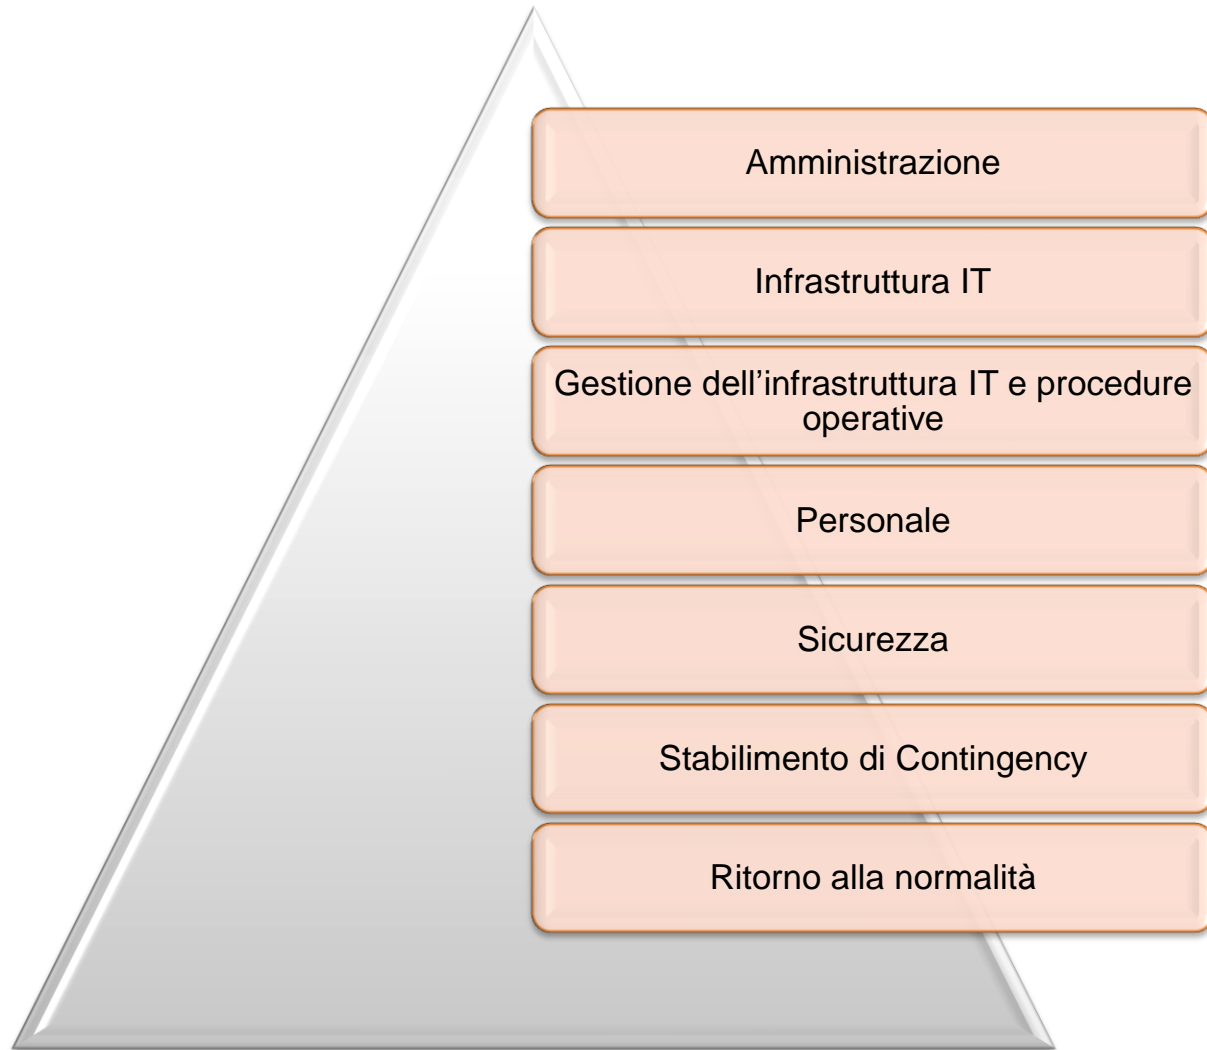 Amministrazione
Infrastruttura IT
Gestione dell’infrastruttura IT e procedure
operative
Personale
Sicurezza
Stabilimento di Contingency
Ritorno alla normalità